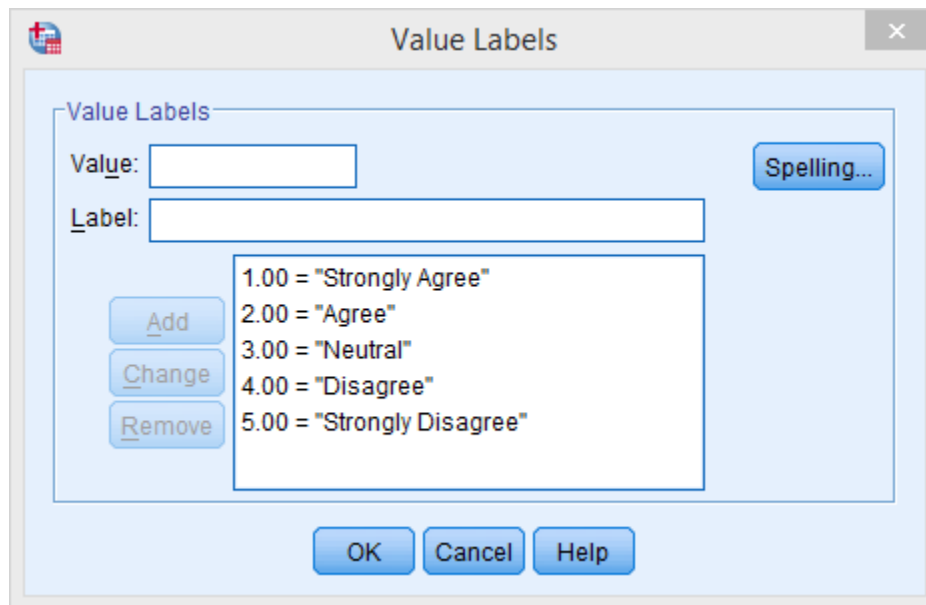 Value Labels
Value Labels
Value:
Spelling...
Label:
1.00 = "Strongly Agree"
2.00 = "Agree"
3.00 = "Neutral"
4.00 = "Disagree"
5.00 = "Strongly Disagree"
Add
Change
Remove
OK
Cancel
Help